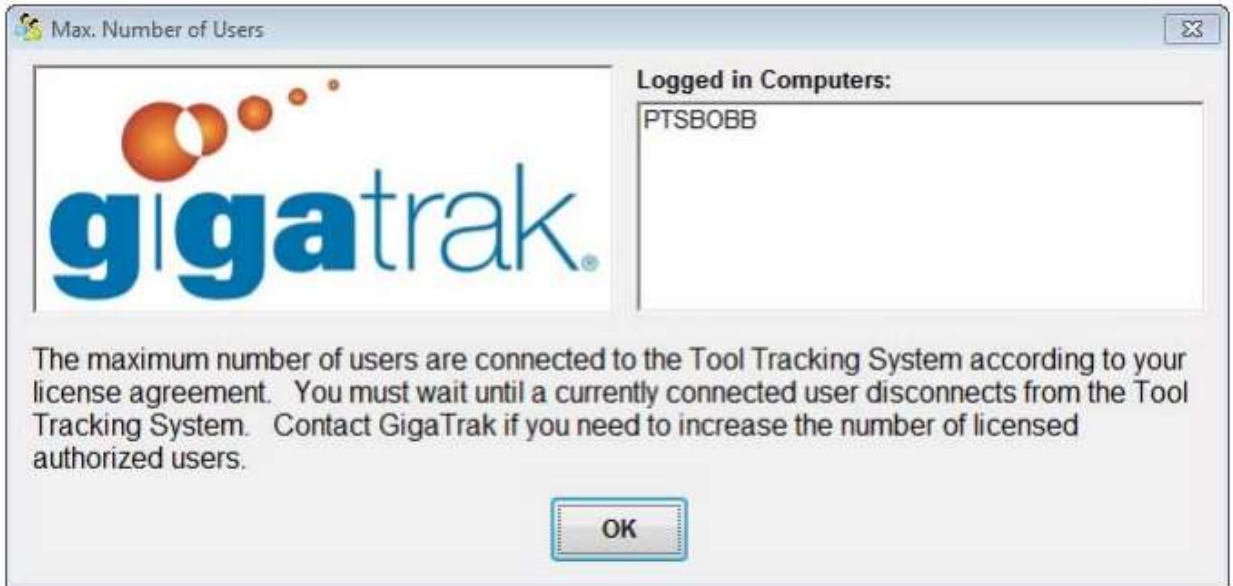 Max. Number of Users
gigatrak®
Logged in Computers:
PTSBOBB
The maximum number of users are connected to the Tool Tracking System according to your
license agreement.   You must wait until a currently connected user disconnects from the Tool
Tracking System.   Contact GigaTrak if you need to increase the number of licensed
authorized users.
OK